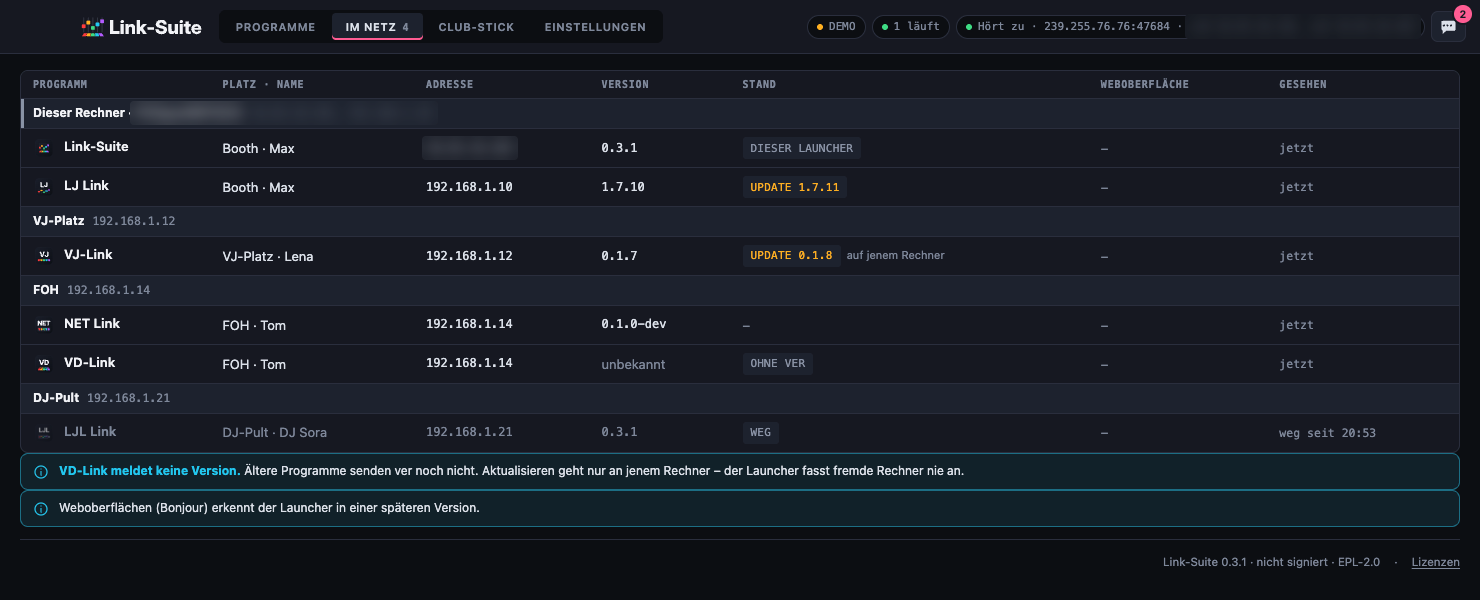 Link-Suite PROGRAMME IM NETZ 4 CLUB-STICK EINSTELLUNGEN DEMO 1 läuft Hört zu · 239.255.76.76:47684 · 2
PROGRAMM PLATZ · NAME ADRESSE VERSION STAND WEBOBERFLÄCHE GESEHEN
Dieser Rechner ·
Link-Suite Booth · Max 0.3.1 DIESER LAUNCHER – jetzt
LJ LJ Link Booth · Max 192.168.1.10 1.7.10 UPDATE 1.7.11 – jetzt
VJ-Platz 192.168.1.12
VJ VJ-Link VJ-Platz · Lena 192.168.1.12 0.1.7 UPDATE 0.1.8 auf jenem Rechner – jetzt
FOH 192.168.1.14
NET NET Link FOH · Tom 192.168.1.14 0.1.0-dev – – jetzt
VD VD-Link FOH · Tom 192.168.1.14 unbekannt OHNE VER – jetzt
DJ-Pult 192.168.1.21
LJL LJL Link DJ-Pult · DJ Sora 192.168.1.21 0.3.1 WEG – weg seit 20:53
VD-Link meldet keine Version. Ältere Programme senden ver noch nicht. Aktualisieren geht nur an jenem Rechner – der Launcher fasst fremde Rechner nie an.
Weboberflächen (Bonjour) erkennt der Launcher in einer späteren Version.
Link-Suite 0.3.1 · nicht signiert · EPL-2.0 · Lizenzen